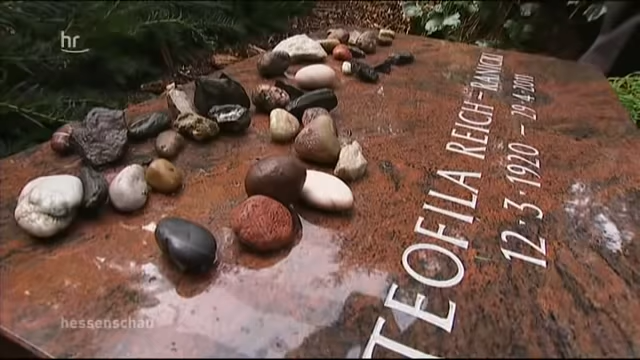 hr
TEOFILA REICH-RANICKI
12·3·1920 – 29·4·2011
hessenschau